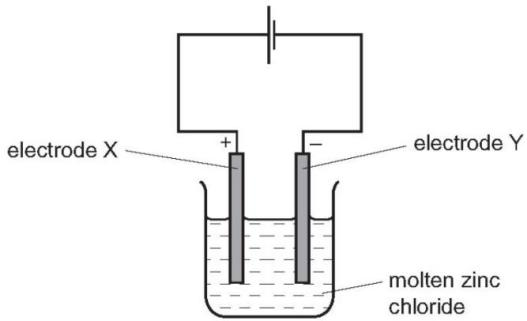 +
–
electrode X
electrode Y
molten zinc
chloride